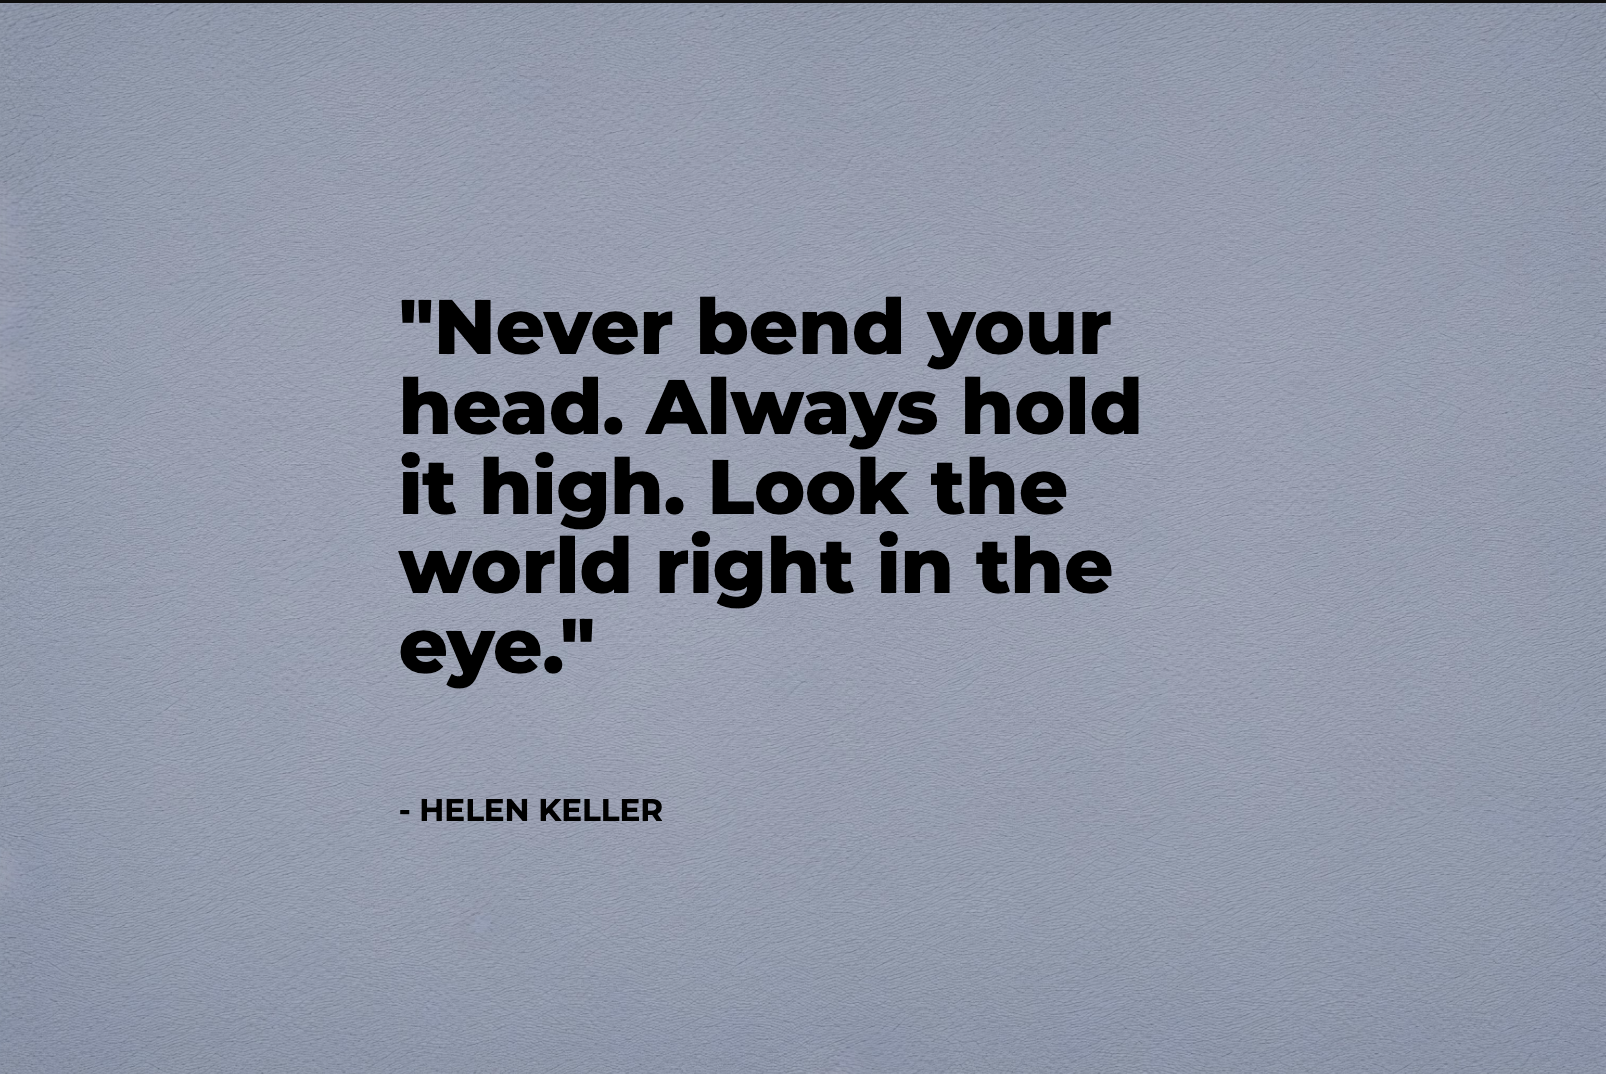 "Never bend your
head. Always hold
it high. Look the
world right in the
eye."
- HELEN KELLER